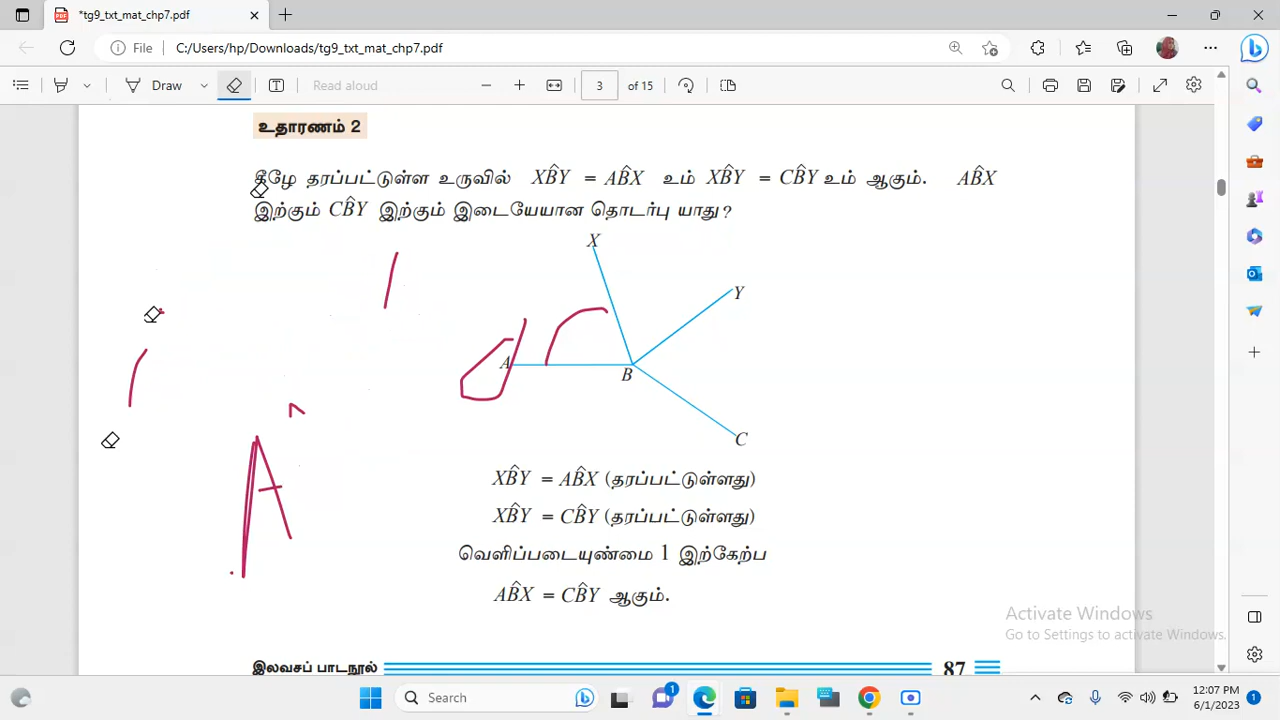 *tg9_txt_mat_chp7.pdf
File C:/Users/hp/Downloads/tg9_txt_mat_chp7.pdf
Draw Read aloud 3 of 15
உதாரணம் 2
கீழே தரப்பட்டுள்ள உருவில் XB̂Y = AB̂X உம் XB̂Y = CB̂Y உம் ஆகும். AB̂X
இற்கும் CB̂Y இற்கும் இடையேயான தொடர்பு யாது?
X
Y
A
B
C
A
XB̂Y = AB̂X (தரப்பட்டுள்ளது)
XB̂Y = CB̂Y (தரப்பட்டுள்ளது)
வெளிப்படையுண்மை 1 இற்கேற்ப
AB̂X = CB̂Y ஆகும்.
Activate Windows
Go to Settings to activate Windows.
இலவசப் பாடநூல் 87
Search 1 12:07 PM
6/1/2023 1